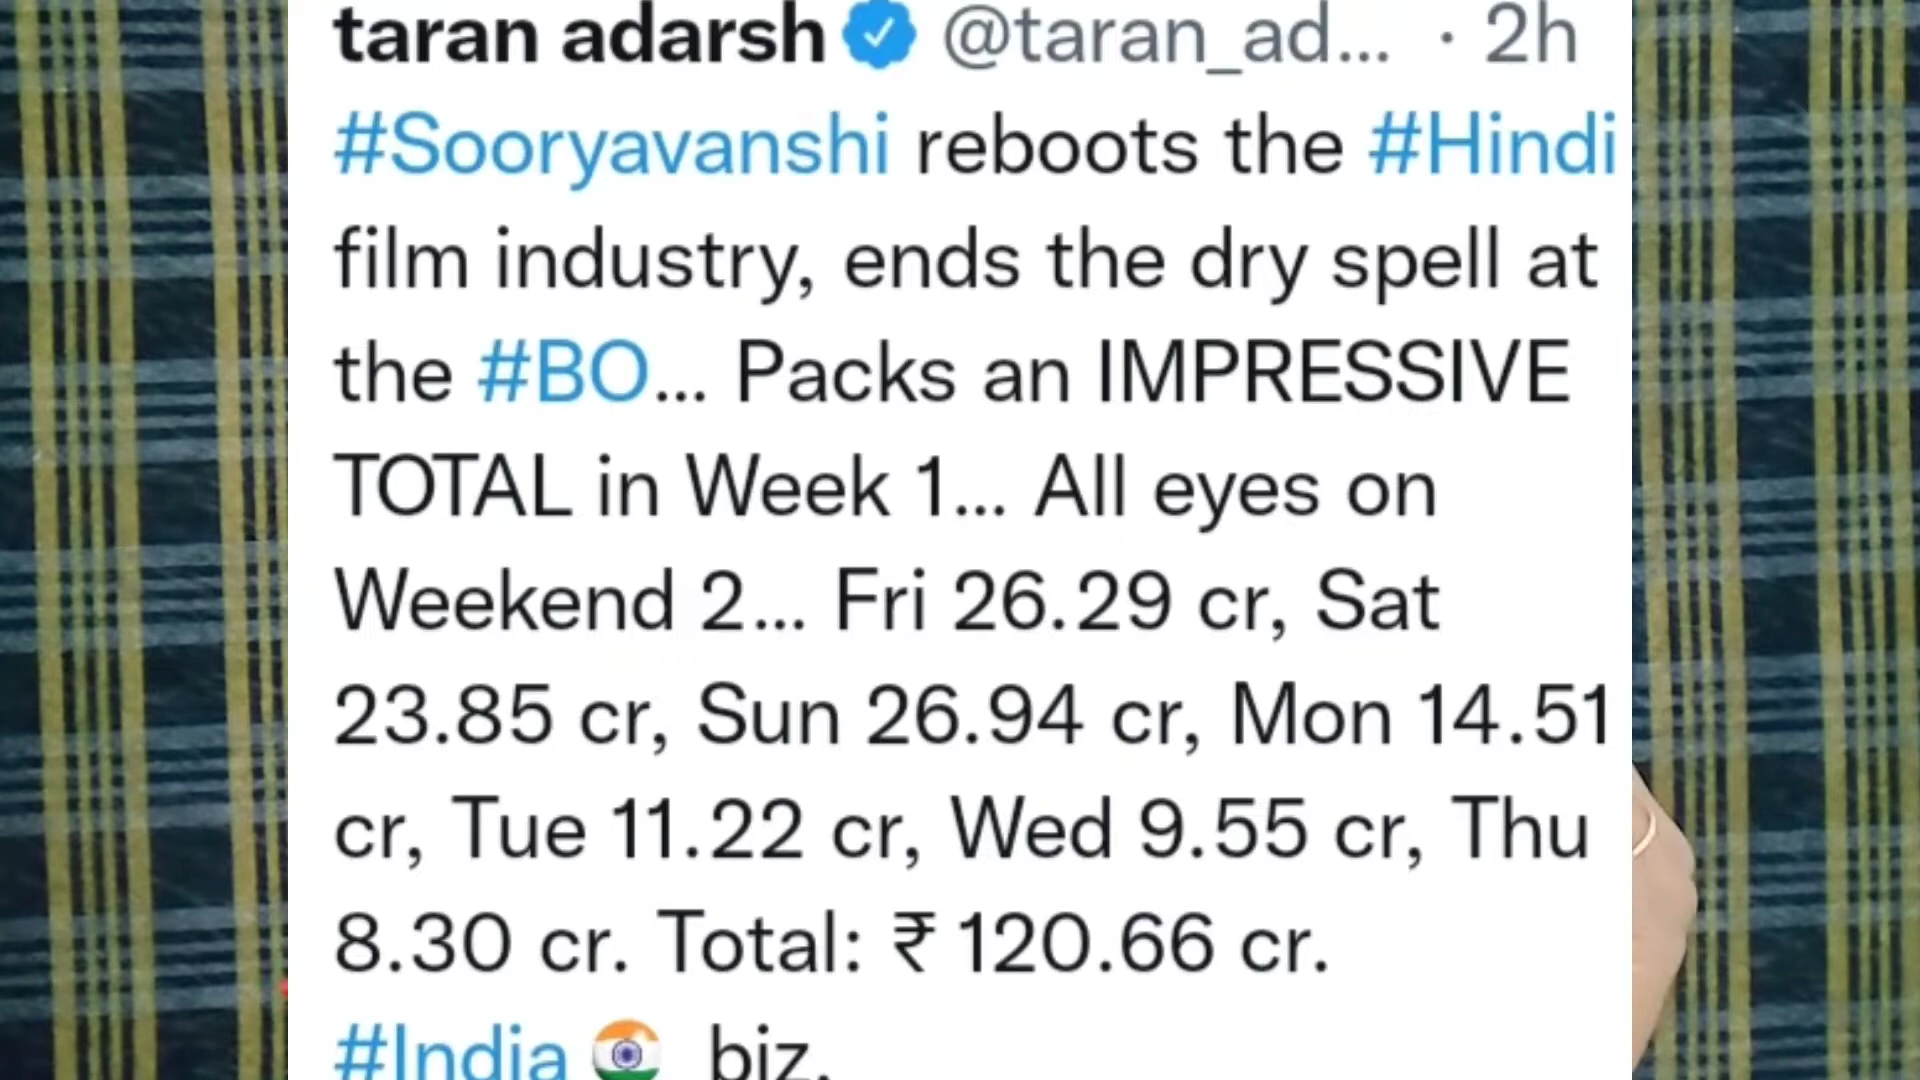 taran adarsh @taran_ad... · 2h
#Sooryavanshi reboots the #Hindi
film industry, ends the dry spell at
the #BO... Packs an IMPRESSIVE
TOTAL in Week 1... All eyes on
Weekend 2... Fri 26.29 cr, Sat
23.85 cr, Sun 26.94 cr, Mon 14.51
cr, Tue 11.22 cr, Wed 9.55 cr, Thu
8.30 cr. Total: ₹ 120.66 cr.
#India🇮🇳 biz.